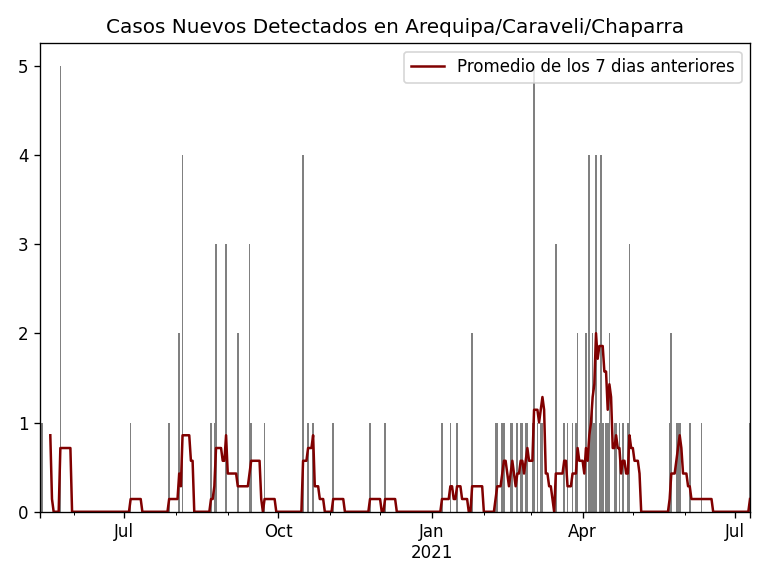 Casos Nuevos Detectados en Arequipa/Caraveli/Chaparra
Promedio de los 7 dias anteriores
5
4
3
2
1
0
Jul
Oct
Jan
2021
Apr
Jul